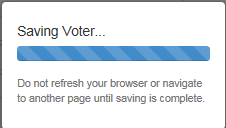 Saving Voter...
Do not refresh your browser or navigate
to another page until saving is complete.